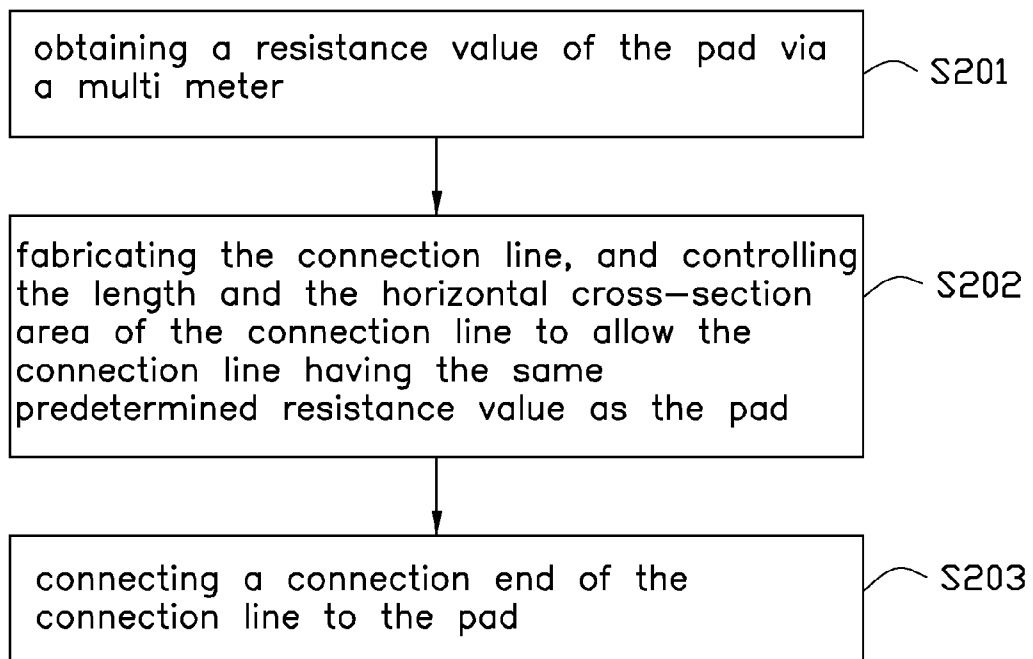 obtaining a resistance value of the pad via
a multi meter
S201
fabricating the connection line, and controlling
the length and the horizontal cross-section
area of the connection line to allow the
connection line having the same
predetermined resistance value as the pad
S202
connecting a connection end of the
connection line to the pad
S203